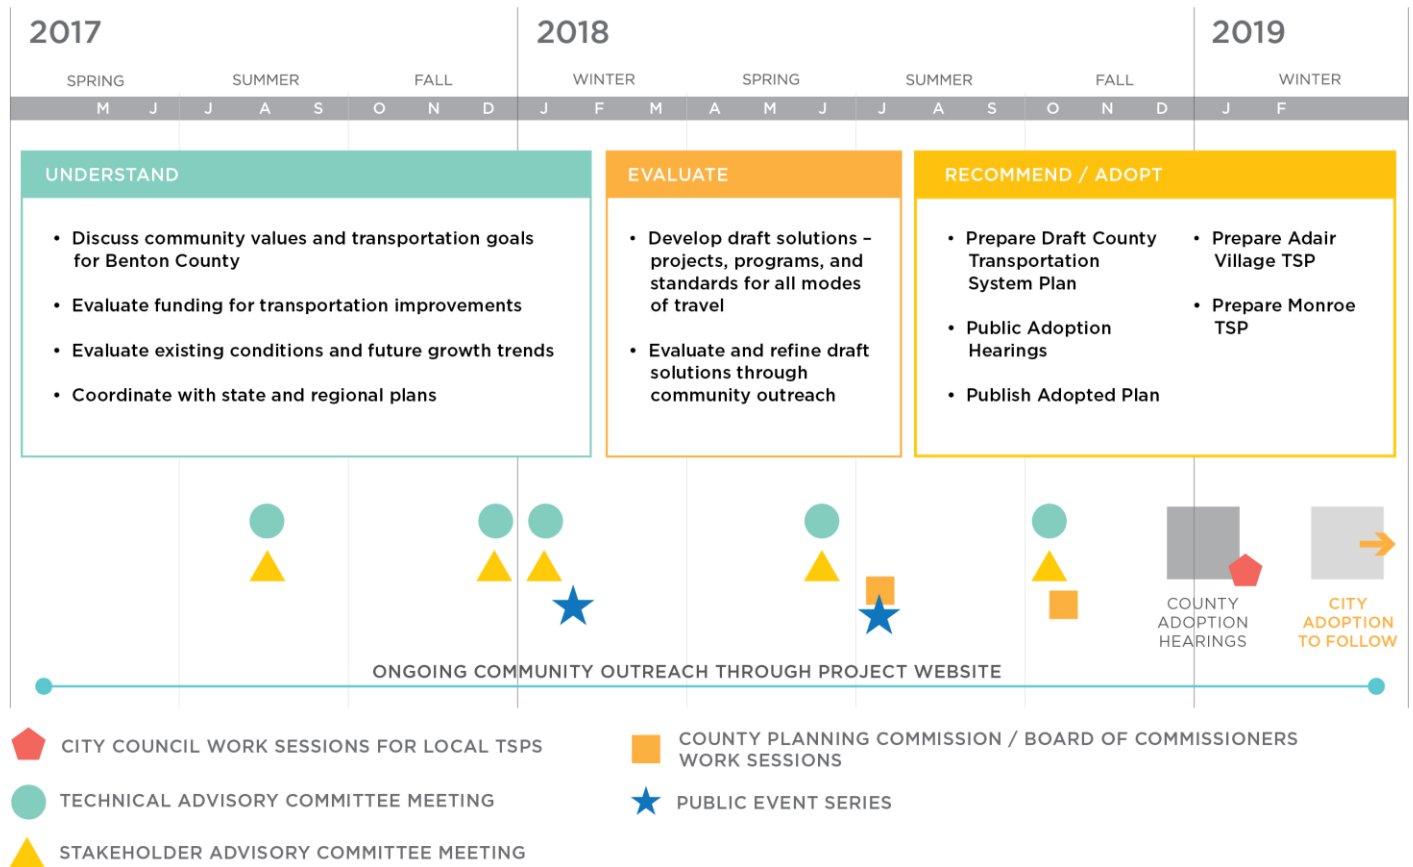 2017
2018
2019
SPRING
SUMMER
FALL
WINTER
SPRING
SUMMER
FALL
WINTER
M J J A S O N D J F M A M J J A S O N D J F
UNDERSTAND
• Discuss community values and transportation goals
for Benton County
• Evaluate funding for transportation improvements
• Evaluate existing conditions and future growth trends
• Coordinate with state and regional plans
EVALUATE
• Develop draft solutions –
projects, programs, and
standards for all modes
of travel
• Evaluate and refine draft
solutions through
community outreach
RECOMMEND / ADOPT
• Prepare Draft County
Transportation
System Plan
• Public Adoption
Hearings
• Publish Adopted Plan
• Prepare Adair
Village TSP
• Prepare Monroe
TSP
COUNTY
ADOPTION
HEARINGS
CITY
ADOPTION
TO FOLLOW
ONGOING COMMUNITY OUTREACH THROUGH PROJECT WEBSITE
CITY COUNCIL WORK SESSIONS FOR LOCAL TSPS
TECHNICAL ADVISORY COMMITTEE MEETING
STAKEHOLDER ADVISORY COMMITTEE MEETING
COUNTY PLANNING COMMISSION / BOARD OF COMMISSIONERS
WORK SESSIONS
PUBLIC EVENT SERIES